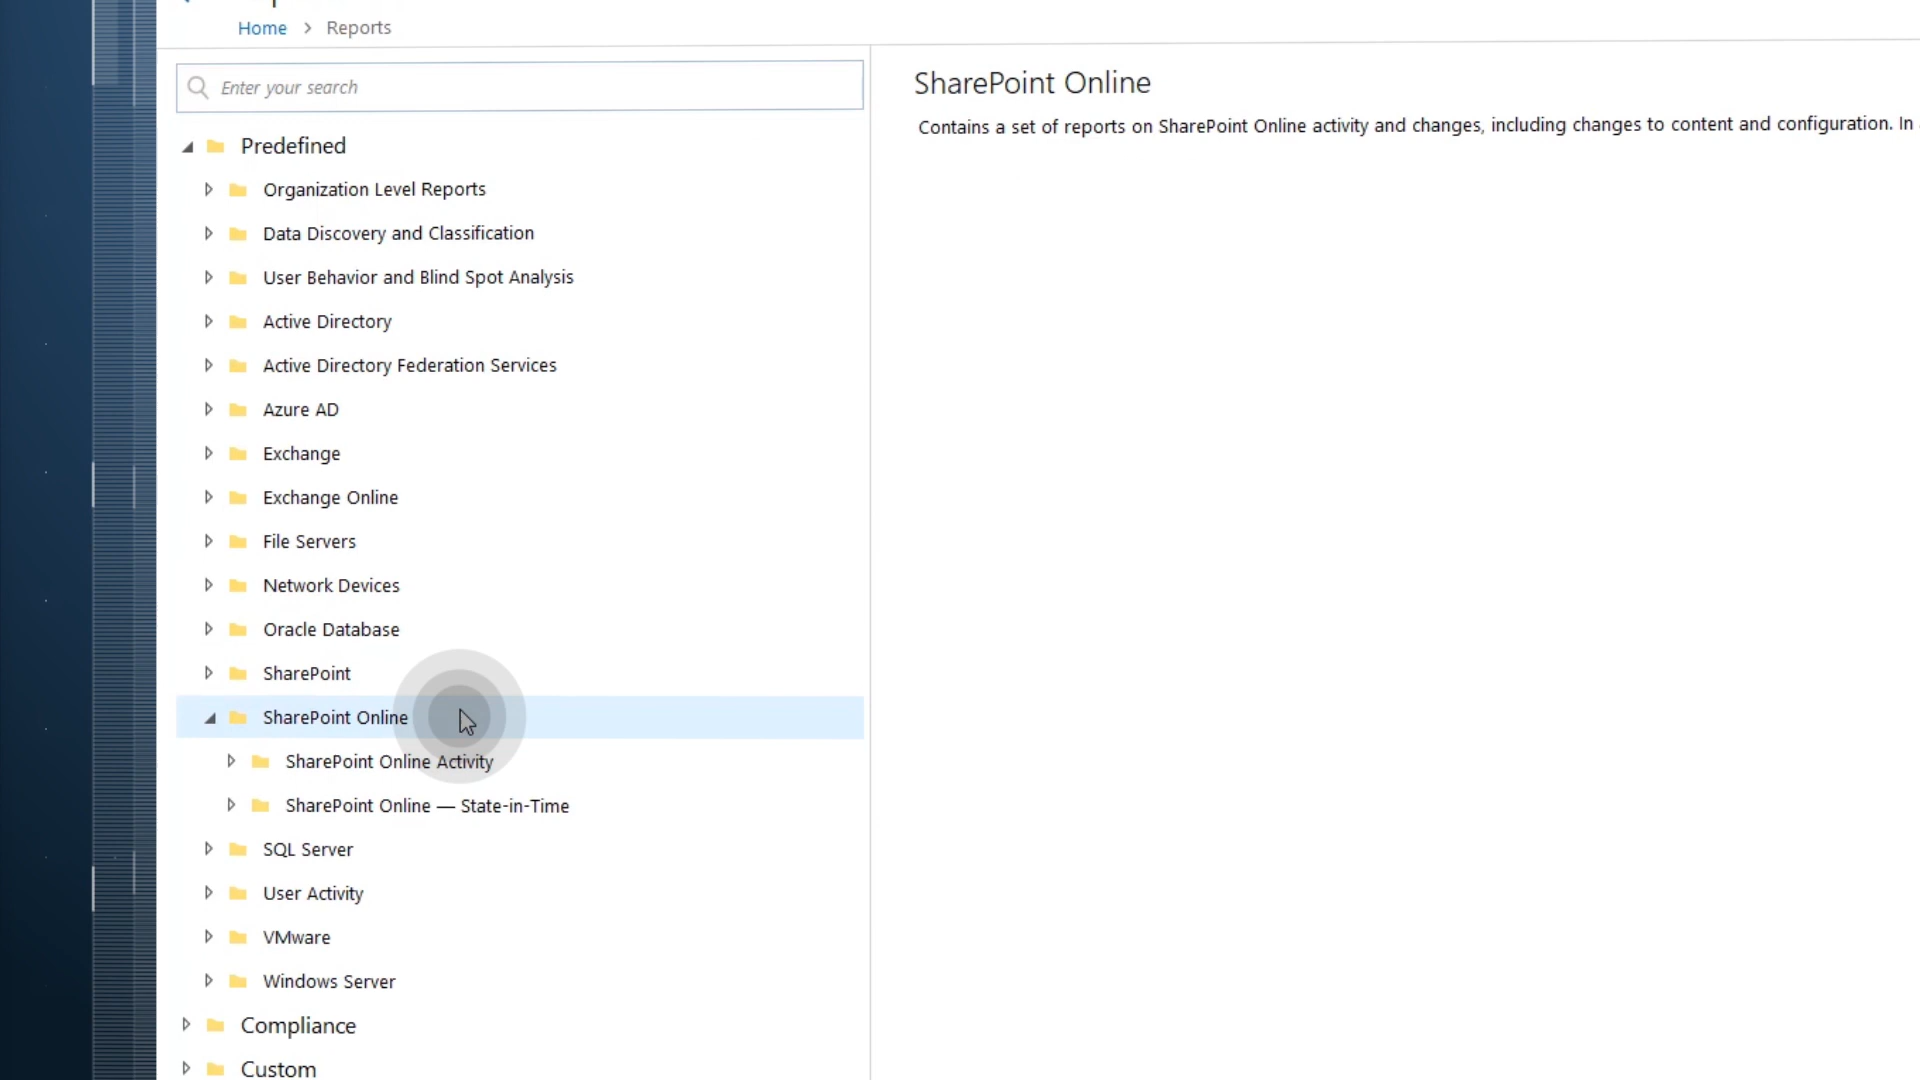 Home > Reports
Enter your search
SharePoint Online
Contains a set of reports on SharePoint Online activity and changes, including changes to content and configuration. In
Predefined
Organization Level Reports
Data Discovery and Classification
User Behavior and Blind Spot Analysis
Active Directory
Active Directory Federation Services
Azure AD
Exchange
Exchange Online
File Servers
Network Devices
Oracle Database
SharePoint
SharePoint Online
SharePoint Online Activity
SharePoint Online — State-in-Time
SQL Server
User Activity
VMware
Windows Server
Compliance
Custom